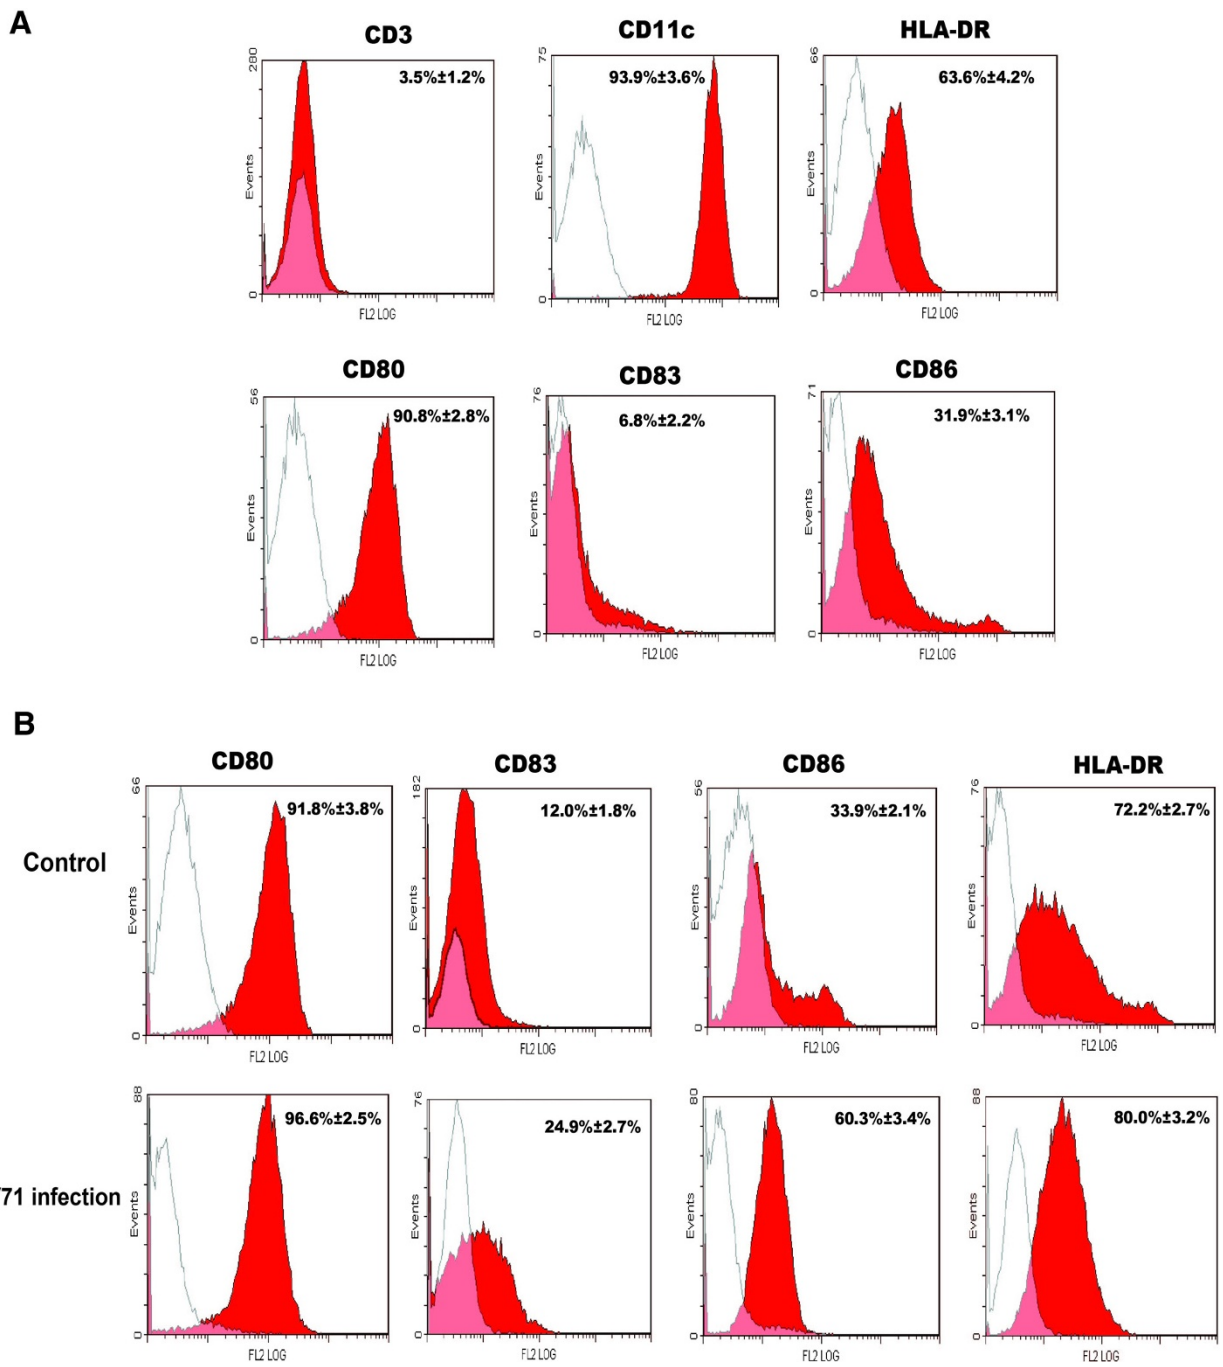 A
CD3 CD11c HLA-DR
280 3.5%±1.2% 75 93.9%±3.6% 66 63.6%±4.2%
Events Events Events
0 0 0
FL2 LOG FL2 LOG FL2 LOG
CD80 CD83 CD86
56 90.8%±2.8% 76 6.8%±2.2% 71 31.9%±3.1%
Events Events Events
0 0 0
FL2 LOG FL2 LOG FL2 LOG
B
CD80 CD83 CD86 HLA-DR
66 91.8%±3.8% 182 12.0%±1.8% 56 33.9%±2.1% 76 72.2%±2.7%
Control
Events Events Events Events
0 0 0 0
FL2 LOG FL2 LOG FL2 LOG FL2 LOG
88 96.6%±2.5% 76 24.9%±2.7% 80 60.3%±3.4% 88 80.0%±3.2%
71 infection
Events Events Events Events
0 0 0 0
FL2 LOG FL2 LOG FL2 LOG FL2 LOG